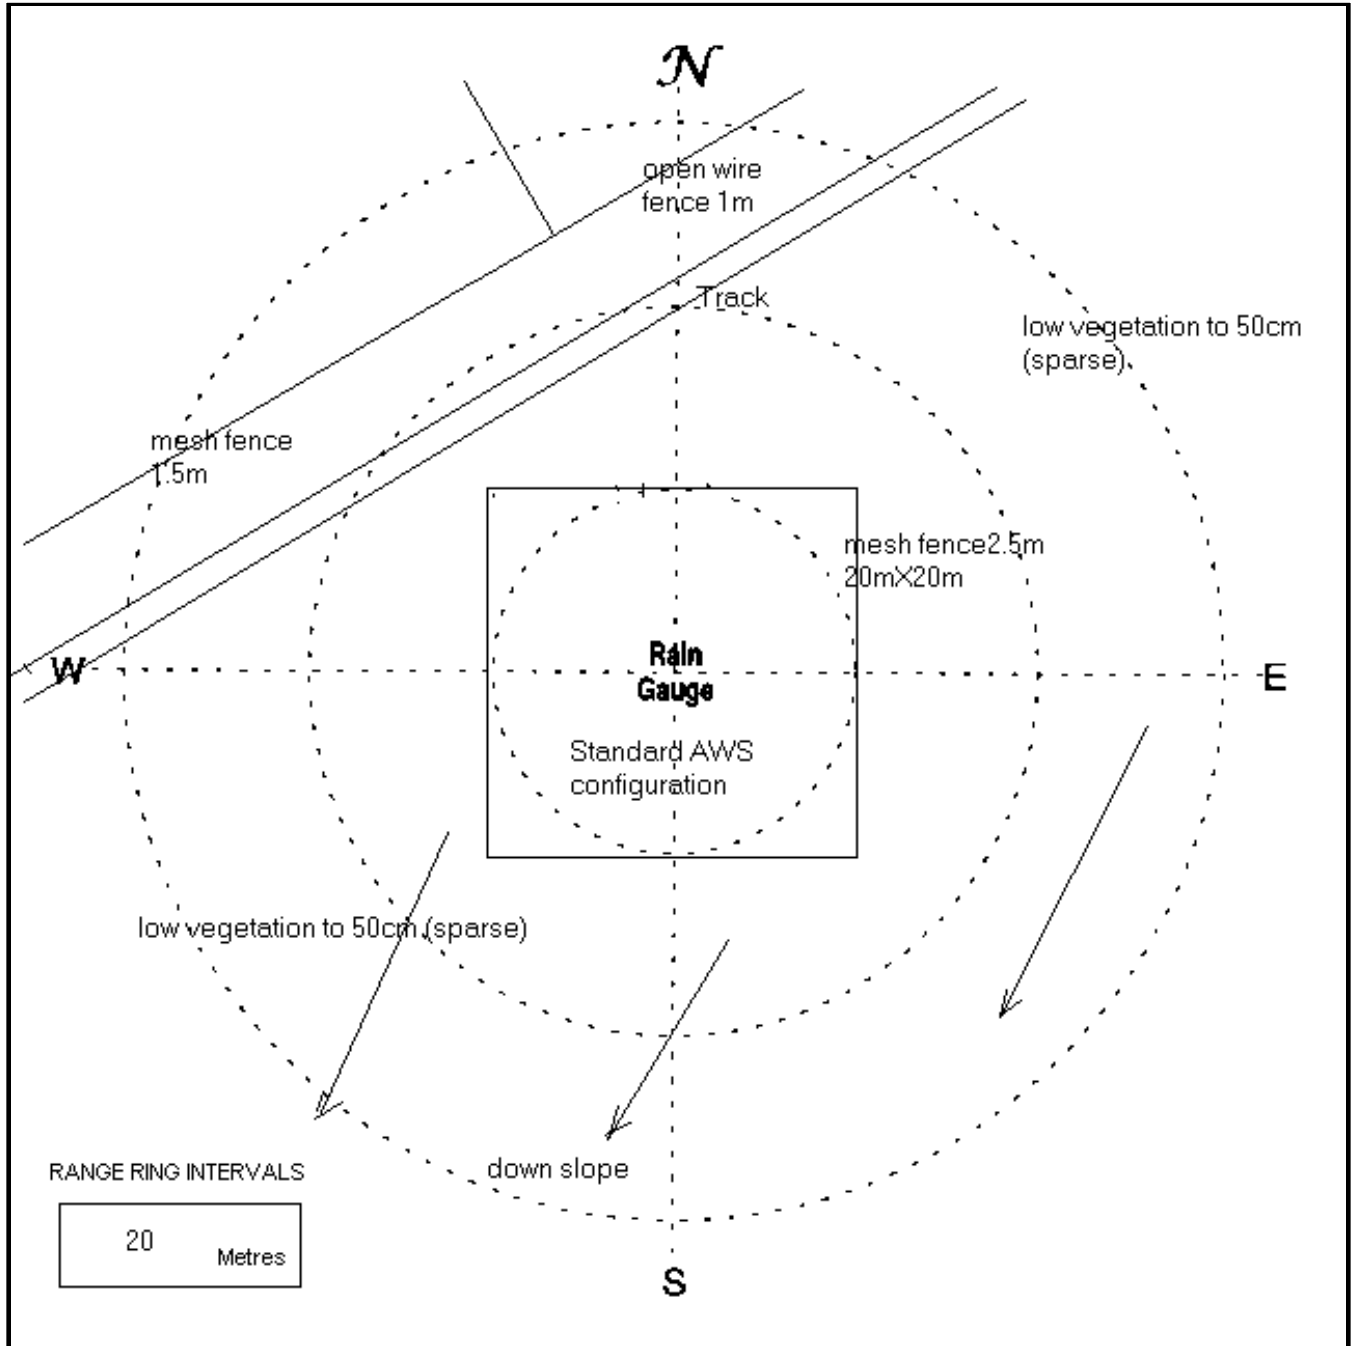 N
open wire
fence 1m
Track
low vegetation to 50cm
(sparse)
mesh fence
1.5m
mesh fence2.5m
20mX20m
Rain
Gauge
W
E
Standard AWS
configuration
low vegetation to 50cm (sparse)
down slope
RANGE RING INTERVALS
20 Metres
S